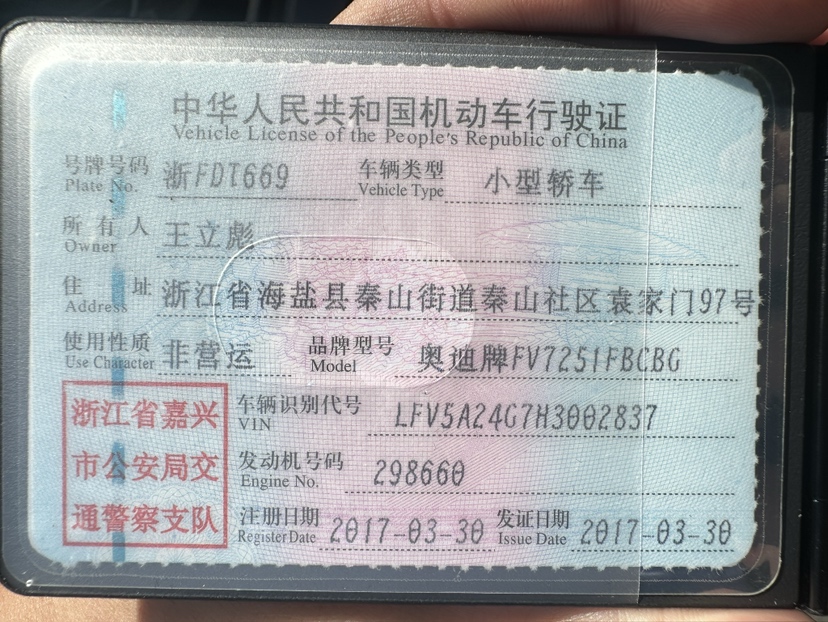 中华人民共和国机动车行驶证
Vehicle License of the People's Republic of China
号牌号码 浙FDT669 车辆类型 小型轿车
Plate No. Vehicle Type
所有人 王立彪
Owner
住址 浙江省海盐县秦山街道秦山社区袁家门97号
Address
使用性质 非营运 品牌型号 奥迪牌FV7251FBCBG
Use Character Model
浙江省嘉兴 车辆识别代号 LFV5A24G7H3002837
VIN
市公安局交 发动机号码 298660
Engine No.
通警察支队 注册日期 2017-03-30 发证日期 2017-03-30
Register Date Issue Date